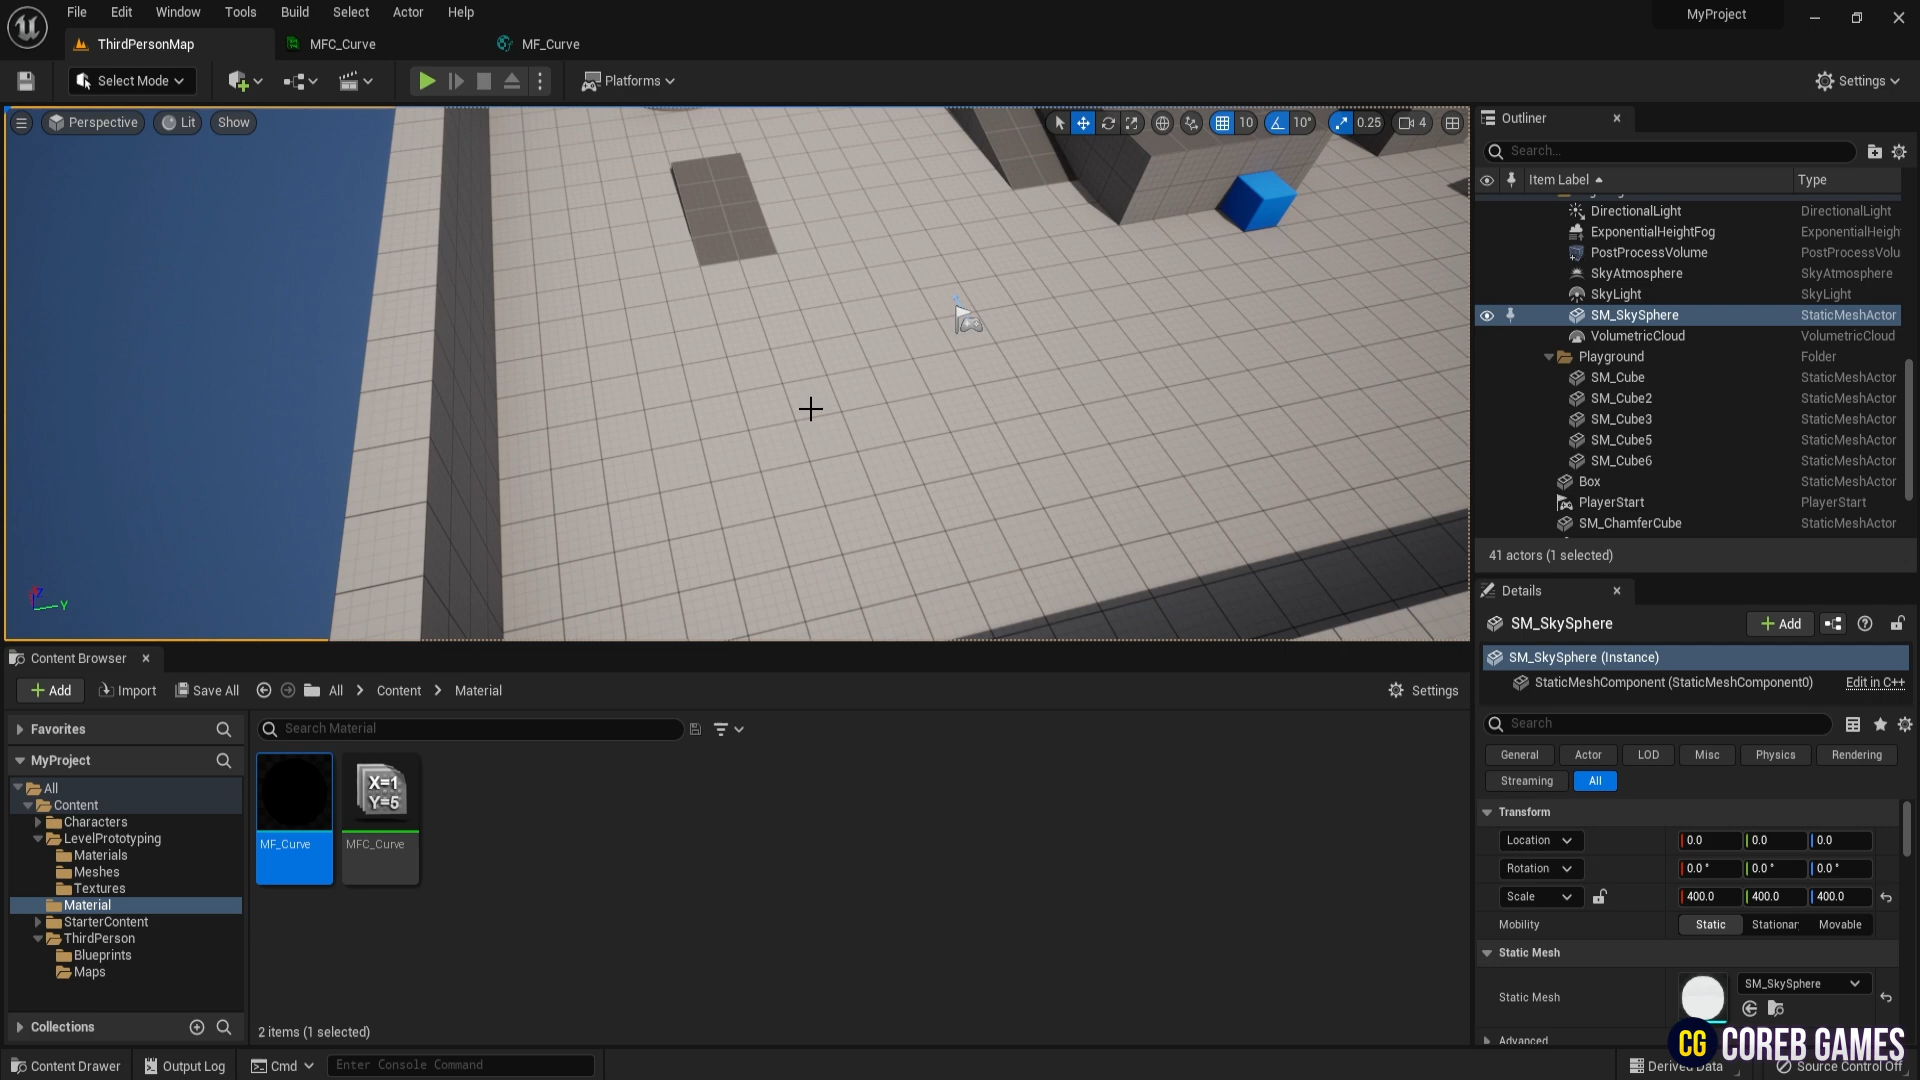 File Edit Window Tools Build Select Actor Help
MyProject
ThirdPersonMap
MFC_Curve
MF_Curve
Select Mode
Platforms
Settings
Perspective
Lit
Show
10
10°
0.25
4
Outliner
Search...
Item Label
Type
DirectionalLight DirectionalLight
ExponentialHeightFog ExponentialHeigh
PostProcessVolume PostProcessVolu
SkyAtmosphere SkyAtmosphere
SkyLight SkyLight
SM_SkySphere StaticMeshActor
VolumetricCloud VolumetricCloud
Playground Folder
SM_Cube StaticMeshActor
SM_Cube2 StaticMeshActor
SM_Cube3 StaticMeshActor
SM_Cube5 StaticMeshActor
SM_Cube6 StaticMeshActor
Box StaticMeshActor
PlayerStart PlayerStart
SM_ChamferCube StaticMeshActor
41 actors (1 selected)
Z
Y
Details
SM_SkySphere
Add
SM_SkySphere (Instance)
StaticMeshComponent (StaticMeshComponent0)
Edit in C++
Search
General Actor LOD Misc Physics Rendering
Streaming All
Transform
Location 0.0 0.0 0.0
Rotation 0.0° 0.0° 0.0°
Scale 400.0 400.0 400.0
Mobility Static Stationar Movable
Static Mesh
Static Mesh
SM_SkySphere
Advanced
Content Browser
Add
Import
Save All
All
Content
Material
Settings
Favorites
MyProject
All
Content
Characters
LevelPrototyping
Materials
Meshes
Textures
Material
StarterContent
ThirdPerson
Blueprints
Maps
Collections
Search Material
X=1
Y=5
MF_Curve
MFC_Curve
2 items (1 selected)
Content Drawer
Output Log
Cmd
Enter Console Command
Derived Data
Source Control Off
CG COREB GAMES